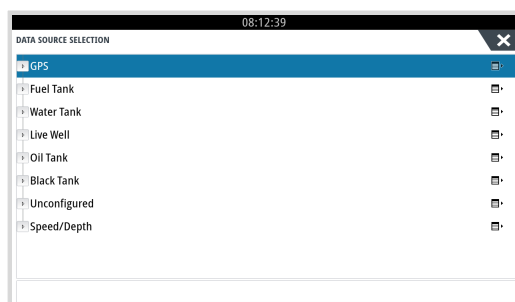 08:12:39
DATA SOURCE SELECTION
GPS
Fuel Tank
Water Tank
Live Well
Oil Tank
Black Tank
Unconfigured
Speed/Depth